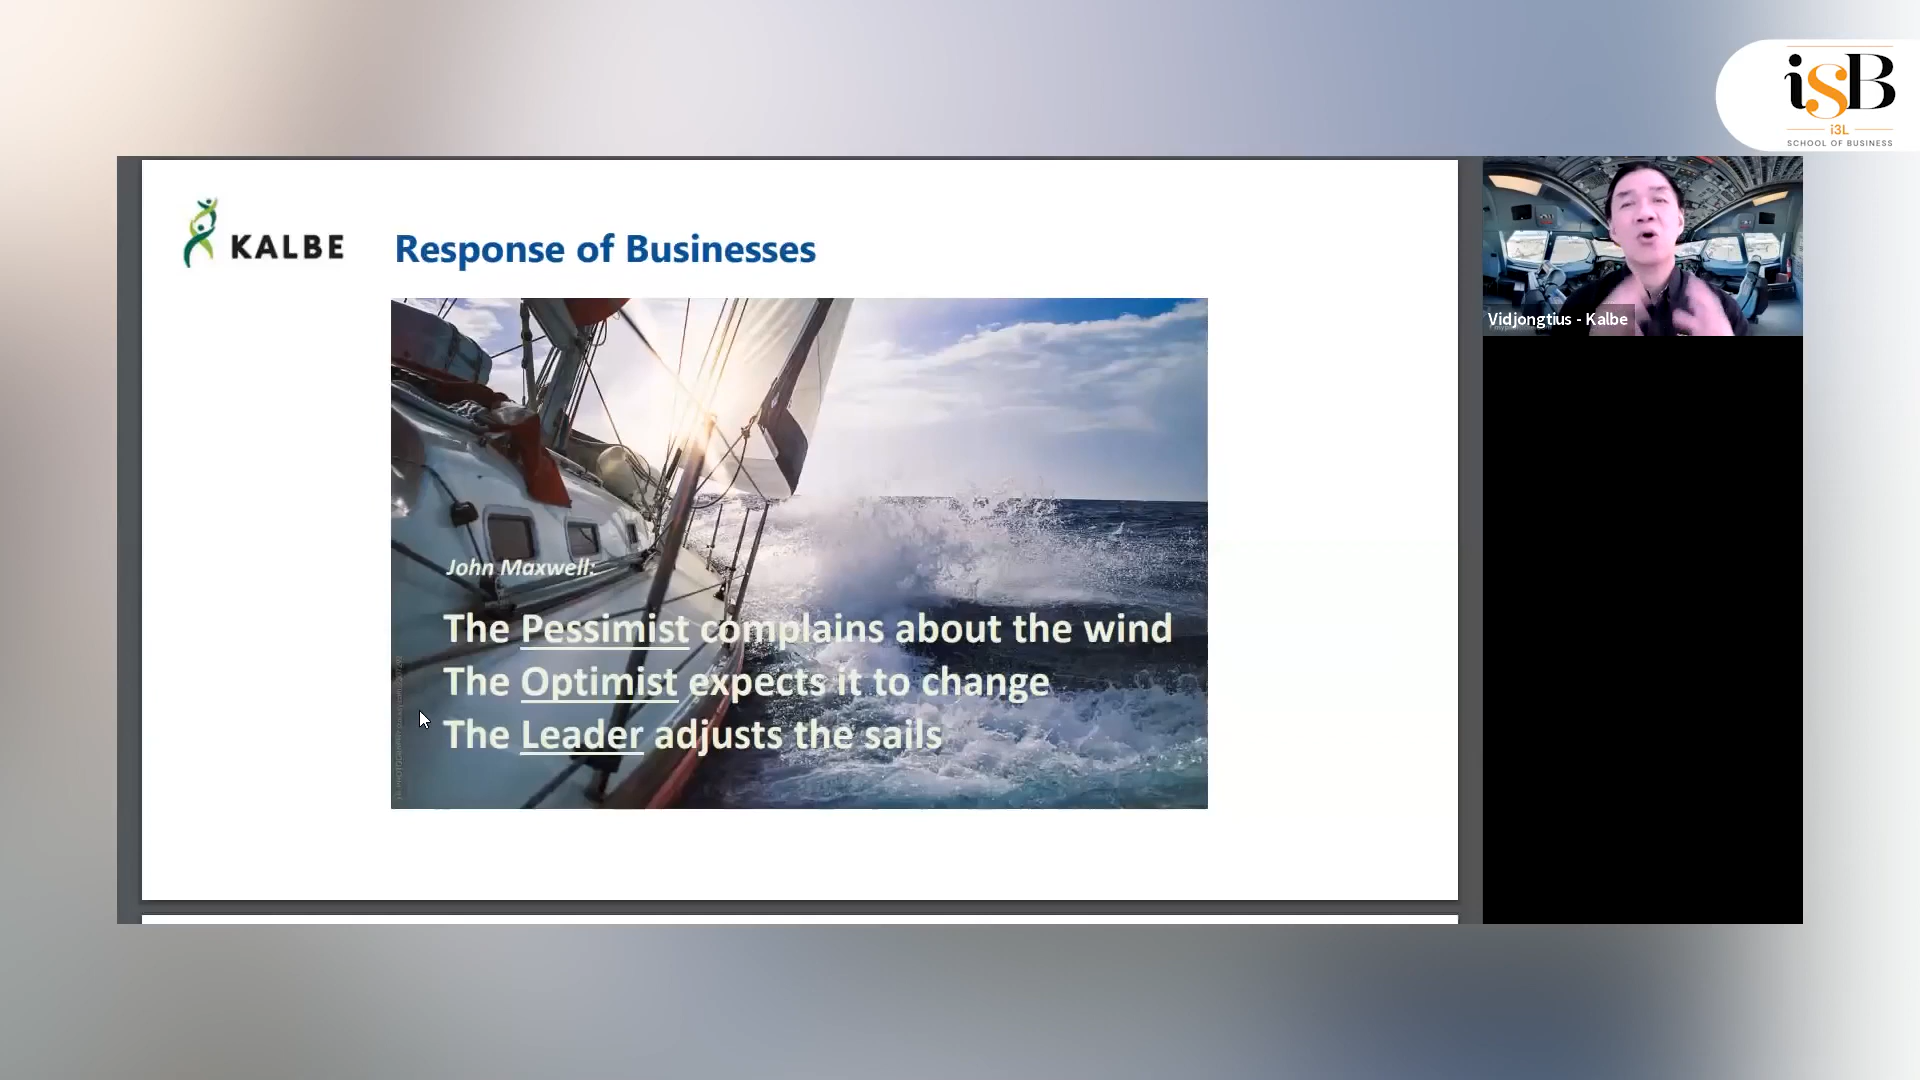 isB
i3L
SCHOOL OF BUSINESS
KALBE
Response of Businesses
Vidjongtius - Kalbe
John Maxwell:
The Pessimist complains about the wind
The Optimist expects it to change
The Leader adjusts the sails